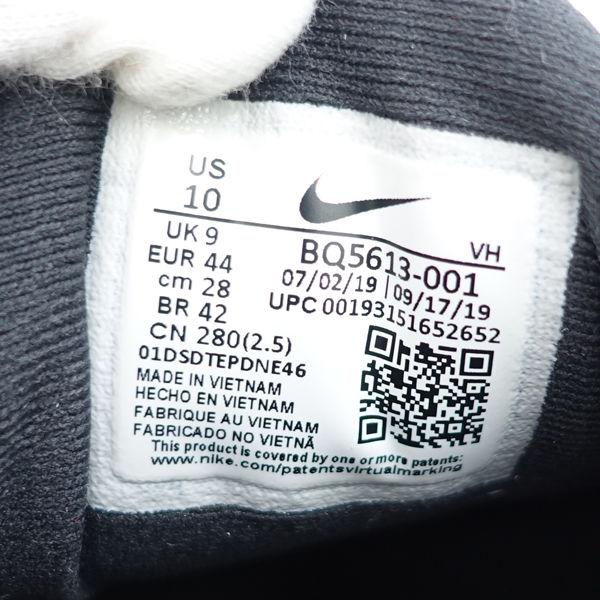 US
10
VH
UK 9
BQ5613-001
EUR 44
07/02/19 | 09/17/19
cm 28
UPC 00193151652652
BR 42
CN 280(2.5)
01DSDTEPDNE46
MADE IN VIETNAM
HECHO EN VIETNAM
FABRIQUE AU VIETNAM
FABRICADO NO VIETNÃ
This product is covered by one or more patents:
www.nike.com/patentsvirtualmarking